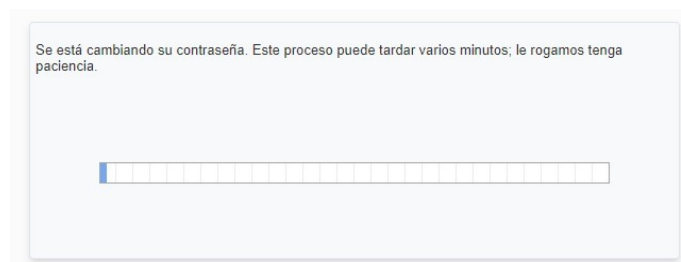 Se está cambiando su contraseña. Este proceso puede tardar varios minutos; le rogamos tenga
paciencia.